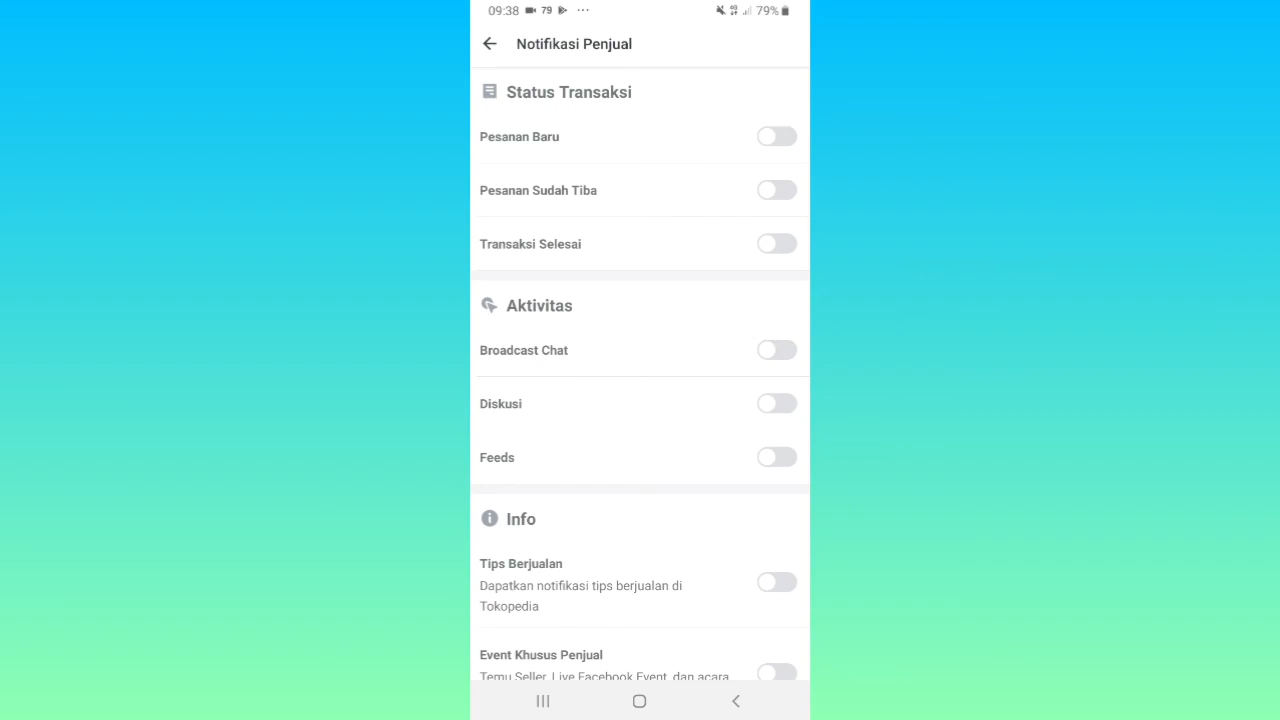 09:38 79 ... 79%
Notifikasi Penjual
Status Transaksi
Pesanan Baru
Pesanan Sudah Tiba
Transaksi Selesai
Aktivitas
Broadcast Chat
Diskusi
Feeds
Info
Tips Berjualan
Dapatkan notifikasi tips berjualan di
Tokopedia
Event Khusus Penjual
Temu Seller, Live Facebook Event, dan acara